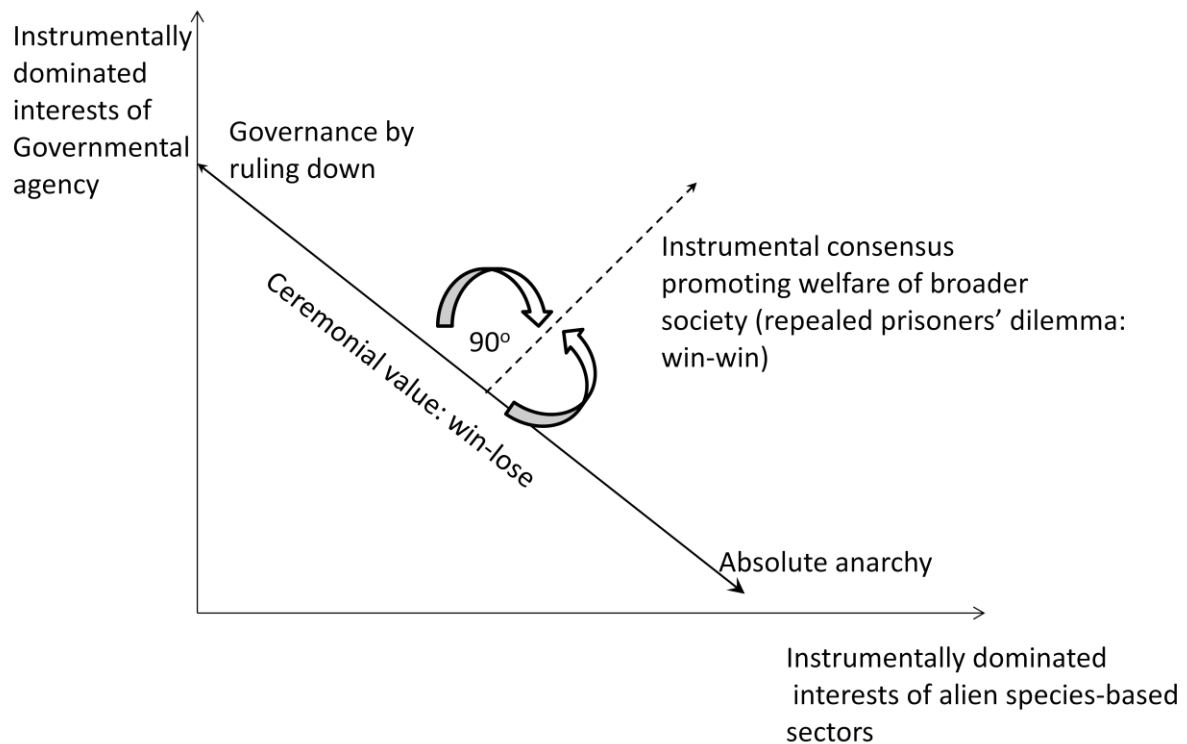 Instrumentally
dominated
interests of
Governmental
agency
Governance by
ruling down
Instrumental consensus
promoting welfare of broader
society (repealed prisoners’ dilemma:
win-win)
90°
Ceremonial value: win-lose
Absolute anarchy
Instrumentally dominated
interests of alien species-based
sectors